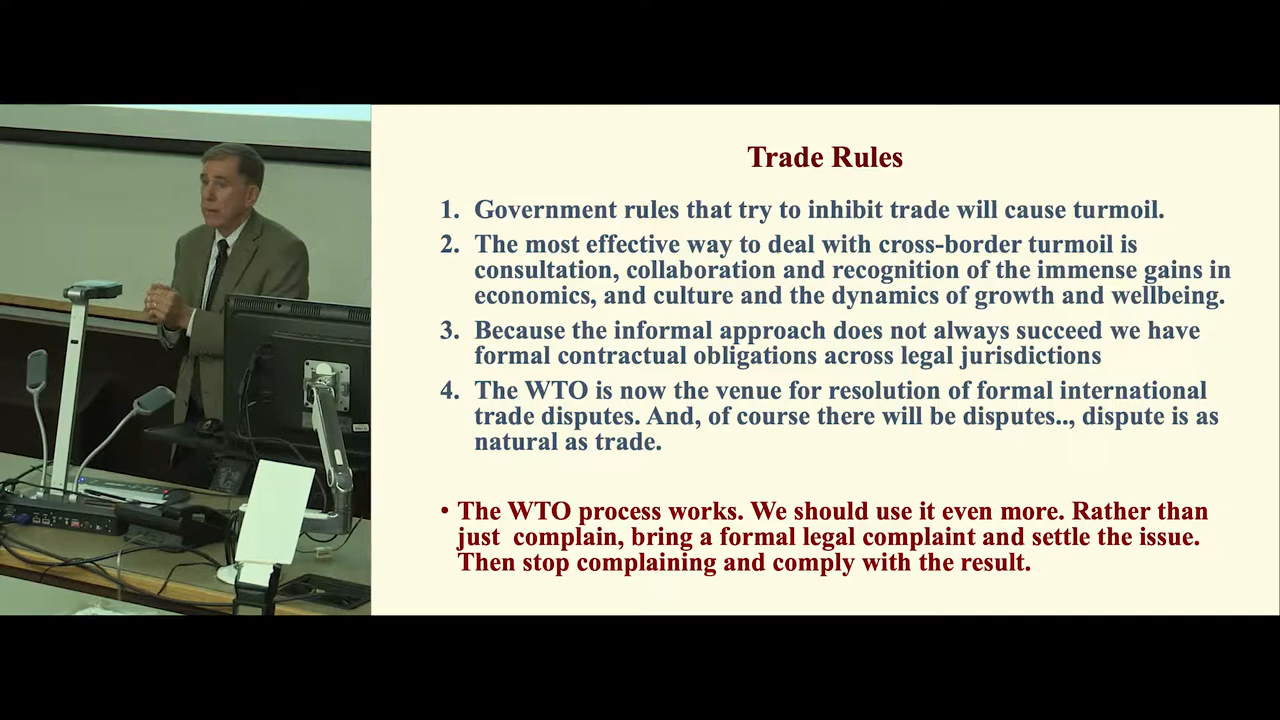 Trade Rules
1. Government rules that try to inhibit trade will cause turmoil.
2. The most effective way to deal with cross-border turmoil is
consultation, collaboration and recognition of the immense gains in
economics, and culture and the dynamics of growth and wellbeing.
3. Because the informal approach does not always succeed we have
formal contractual obligations across legal jurisdictions
4. The WTO is now the venue for resolution of formal international
trade disputes. And, of course there will be disputes.., dispute is as
natural as trade.
• The WTO process works. We should use it even more. Rather than
just complain, bring a formal legal complaint and settle the issue.
Then stop complaining and comply with the result.